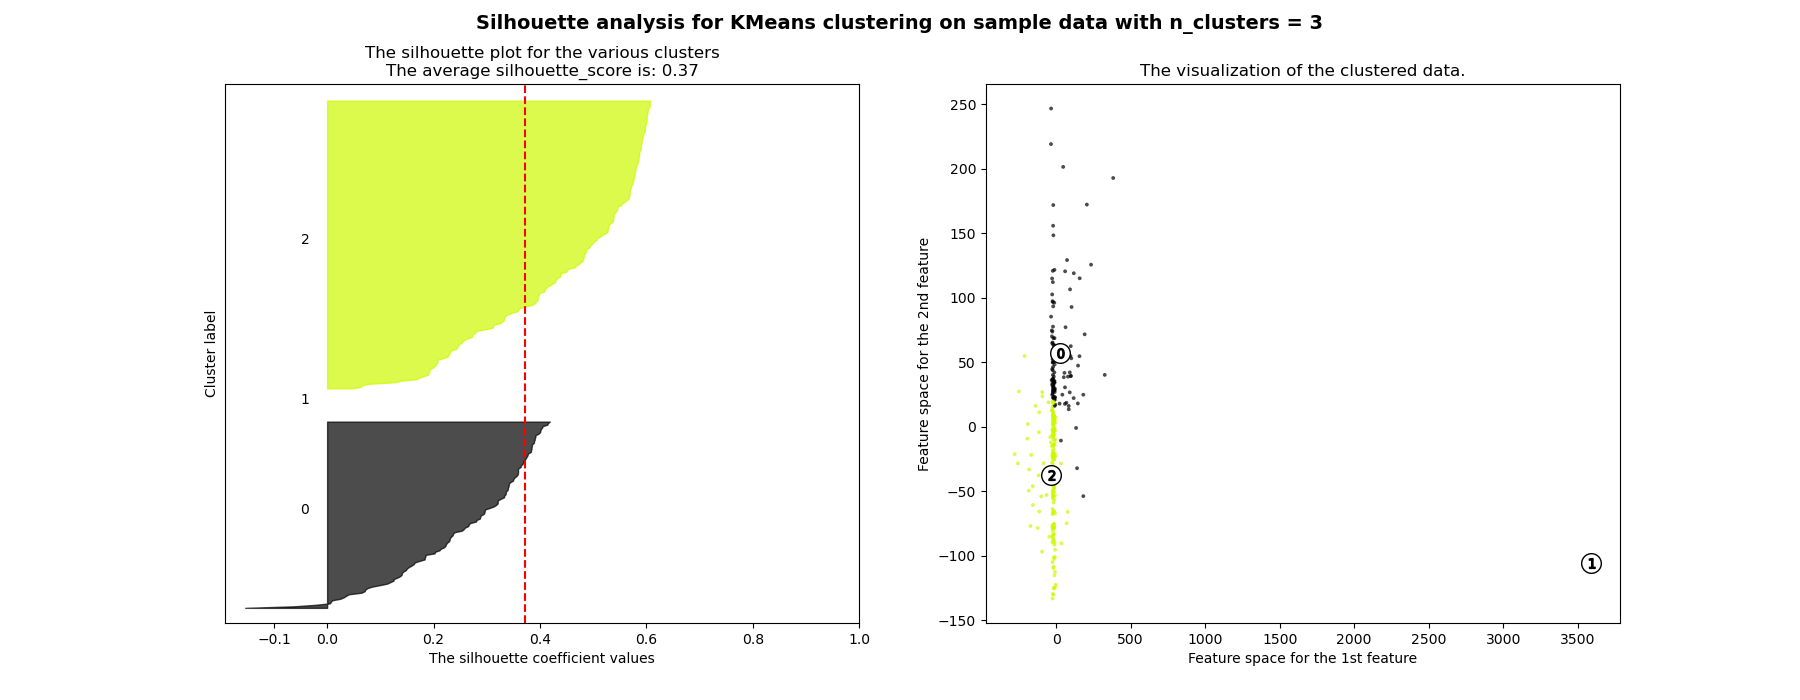 Silhouette analysis for KMeans clustering on sample data with n_clusters = 3
The silhouette plot for the various clusters
The average silhouette_score is: 0.37
Cluster label
2
1
0
−0.1 0.0 0.2 0.4 0.6 0.8 1.0
The silhouette coefficient values
The visualization of the clustered data.
Feature space for the 2nd feature
250
200
150
100
50
0
−50
−100
−150
0
2
1
0 500 1000 1500 2000 2500 3000 3500
Feature space for the 1st feature